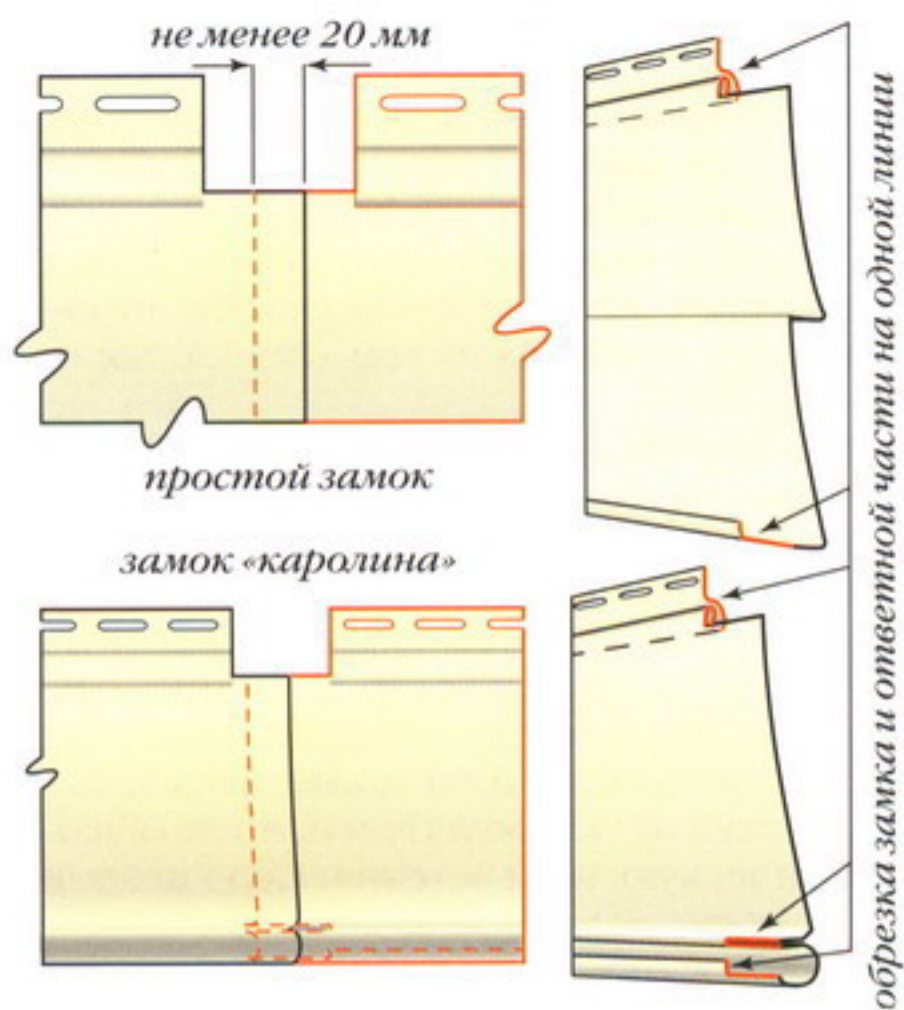 не менее 20 мм
простой замок
замок «каролина»
обрезка замка и ответной части на одной линии